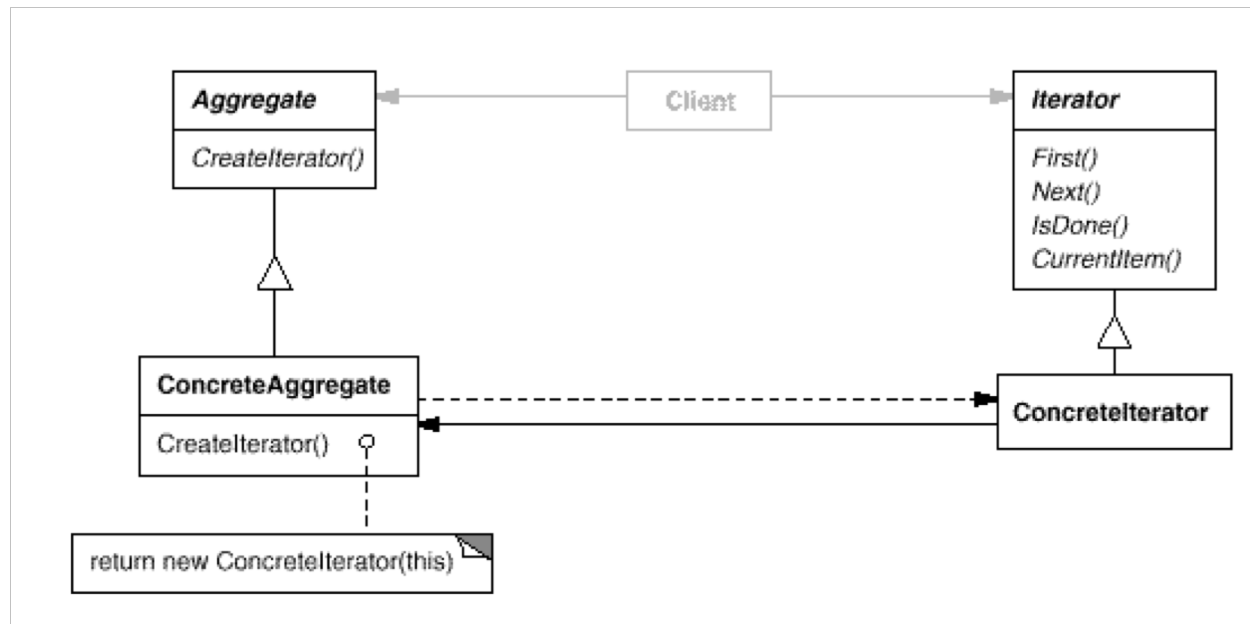 Aggregate
CreateIterator()
Client
Iterator
First()
Next()
IsDone()
CurrentItem()
ConcreteAggregate
CreateIterator()
ConcreteIterator
return new ConcreteIterator(this)